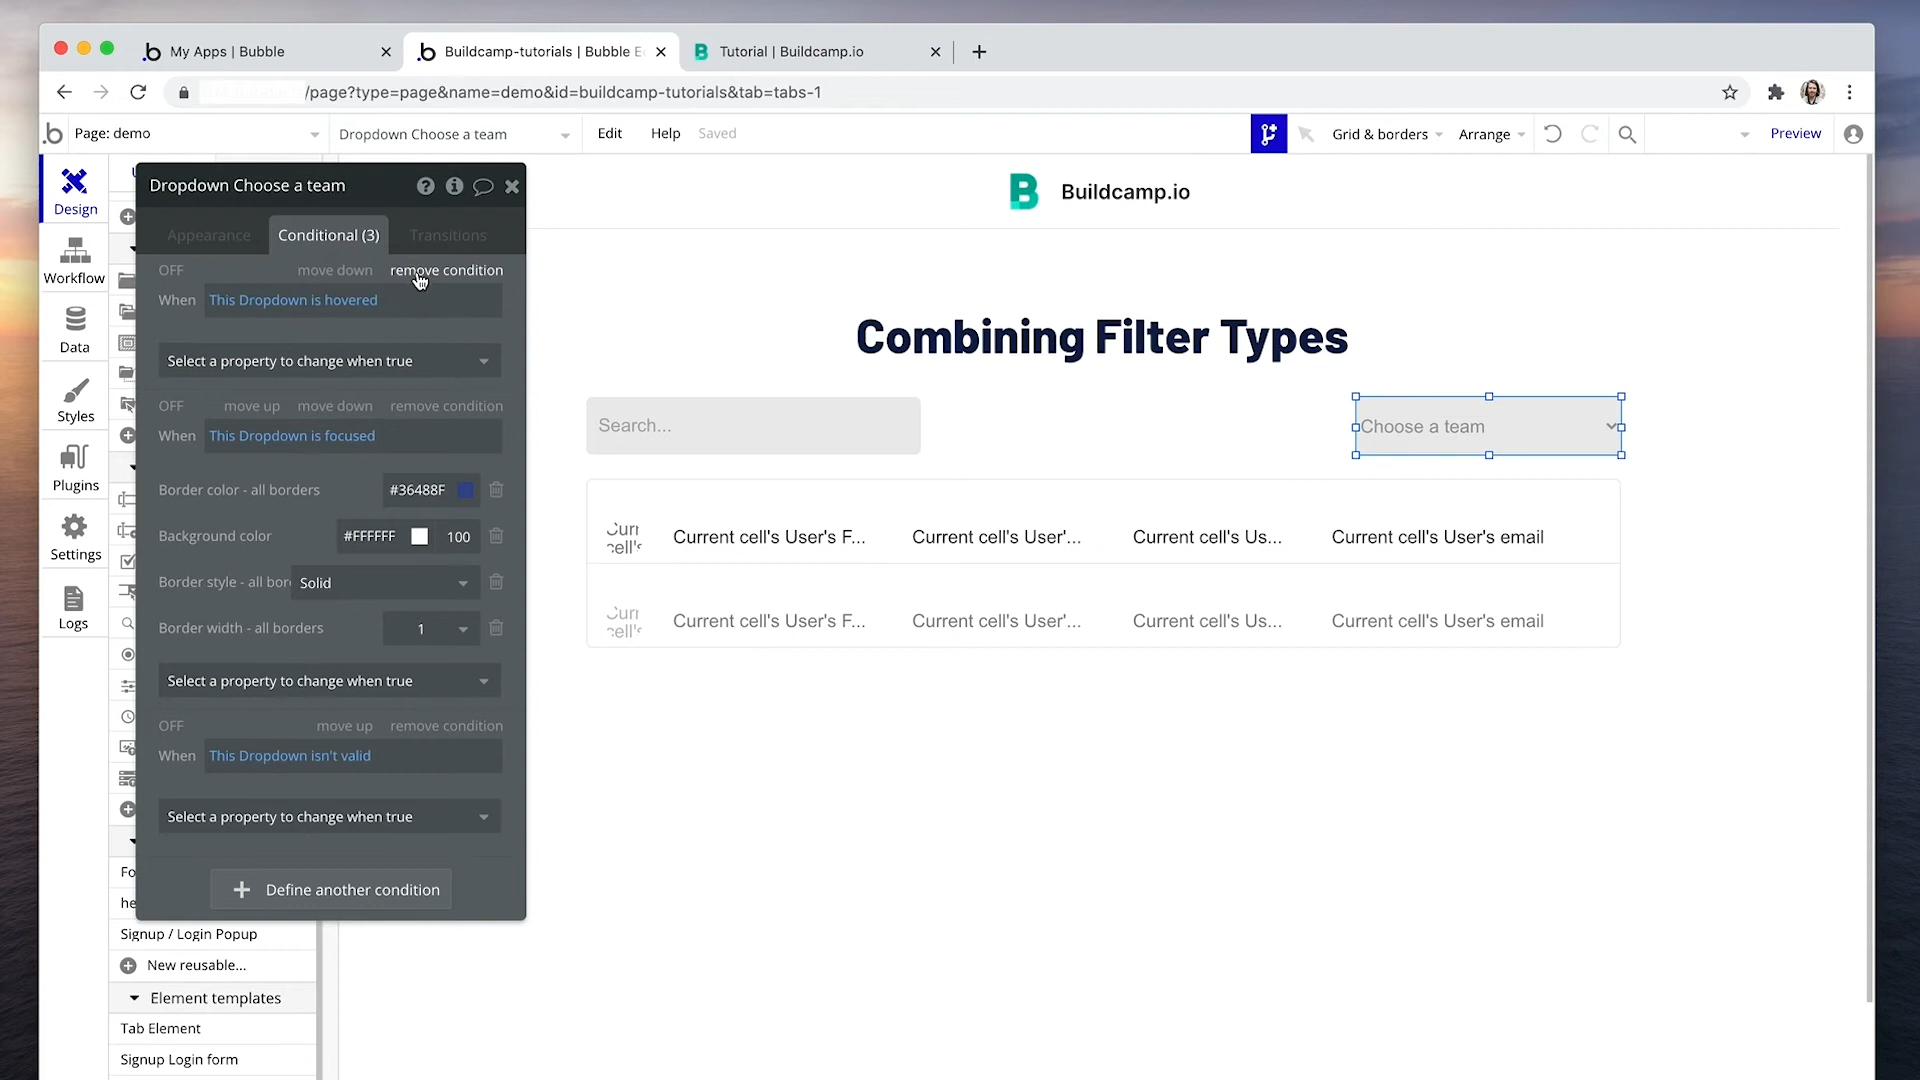 My Apps | Bubble
Buildcamp-tutorials | Bubble E
Tutorial | Buildcamp.io
/page?type=page&name=demo&id=buildcamp-tutorials&tab=tabs-1
Page: demo
Dropdown Choose a team
Edit
Help
Saved
Grid & borders
Arrange
Preview
Design
Workflow
Data
Styles
Plugins
Settings
Logs
Dropdown Choose a team
Appearance
Conditional (3)
Transitions
OFF
move down
remove condition
When
This Dropdown is hovered
Select a property to change when true
OFF
move up
move down
remove condition
When
This Dropdown is focused
Border color - all borders
#36488F
Background color
#FFFFFF
100
Border style - all bor
Solid
Border width - all borders
1
Select a property to change when true
OFF
move up
remove condition
When
This Dropdown isn't valid
Select a property to change when true
Define another condition
Fo
he
Signup / Login Popup
New reusable...
Element templates
Tab Element
Signup Login form
Buildcamp.io
Combining Filter Types
Search...
Choose a team
Curr
cell's
Current cell's User's F...
Current cell's User'...
Current cell's Us...
Current cell's User's email
Curr
cell's
Current cell's User's F...
Current cell's User'...
Current cell's Us...
Current cell's User's email